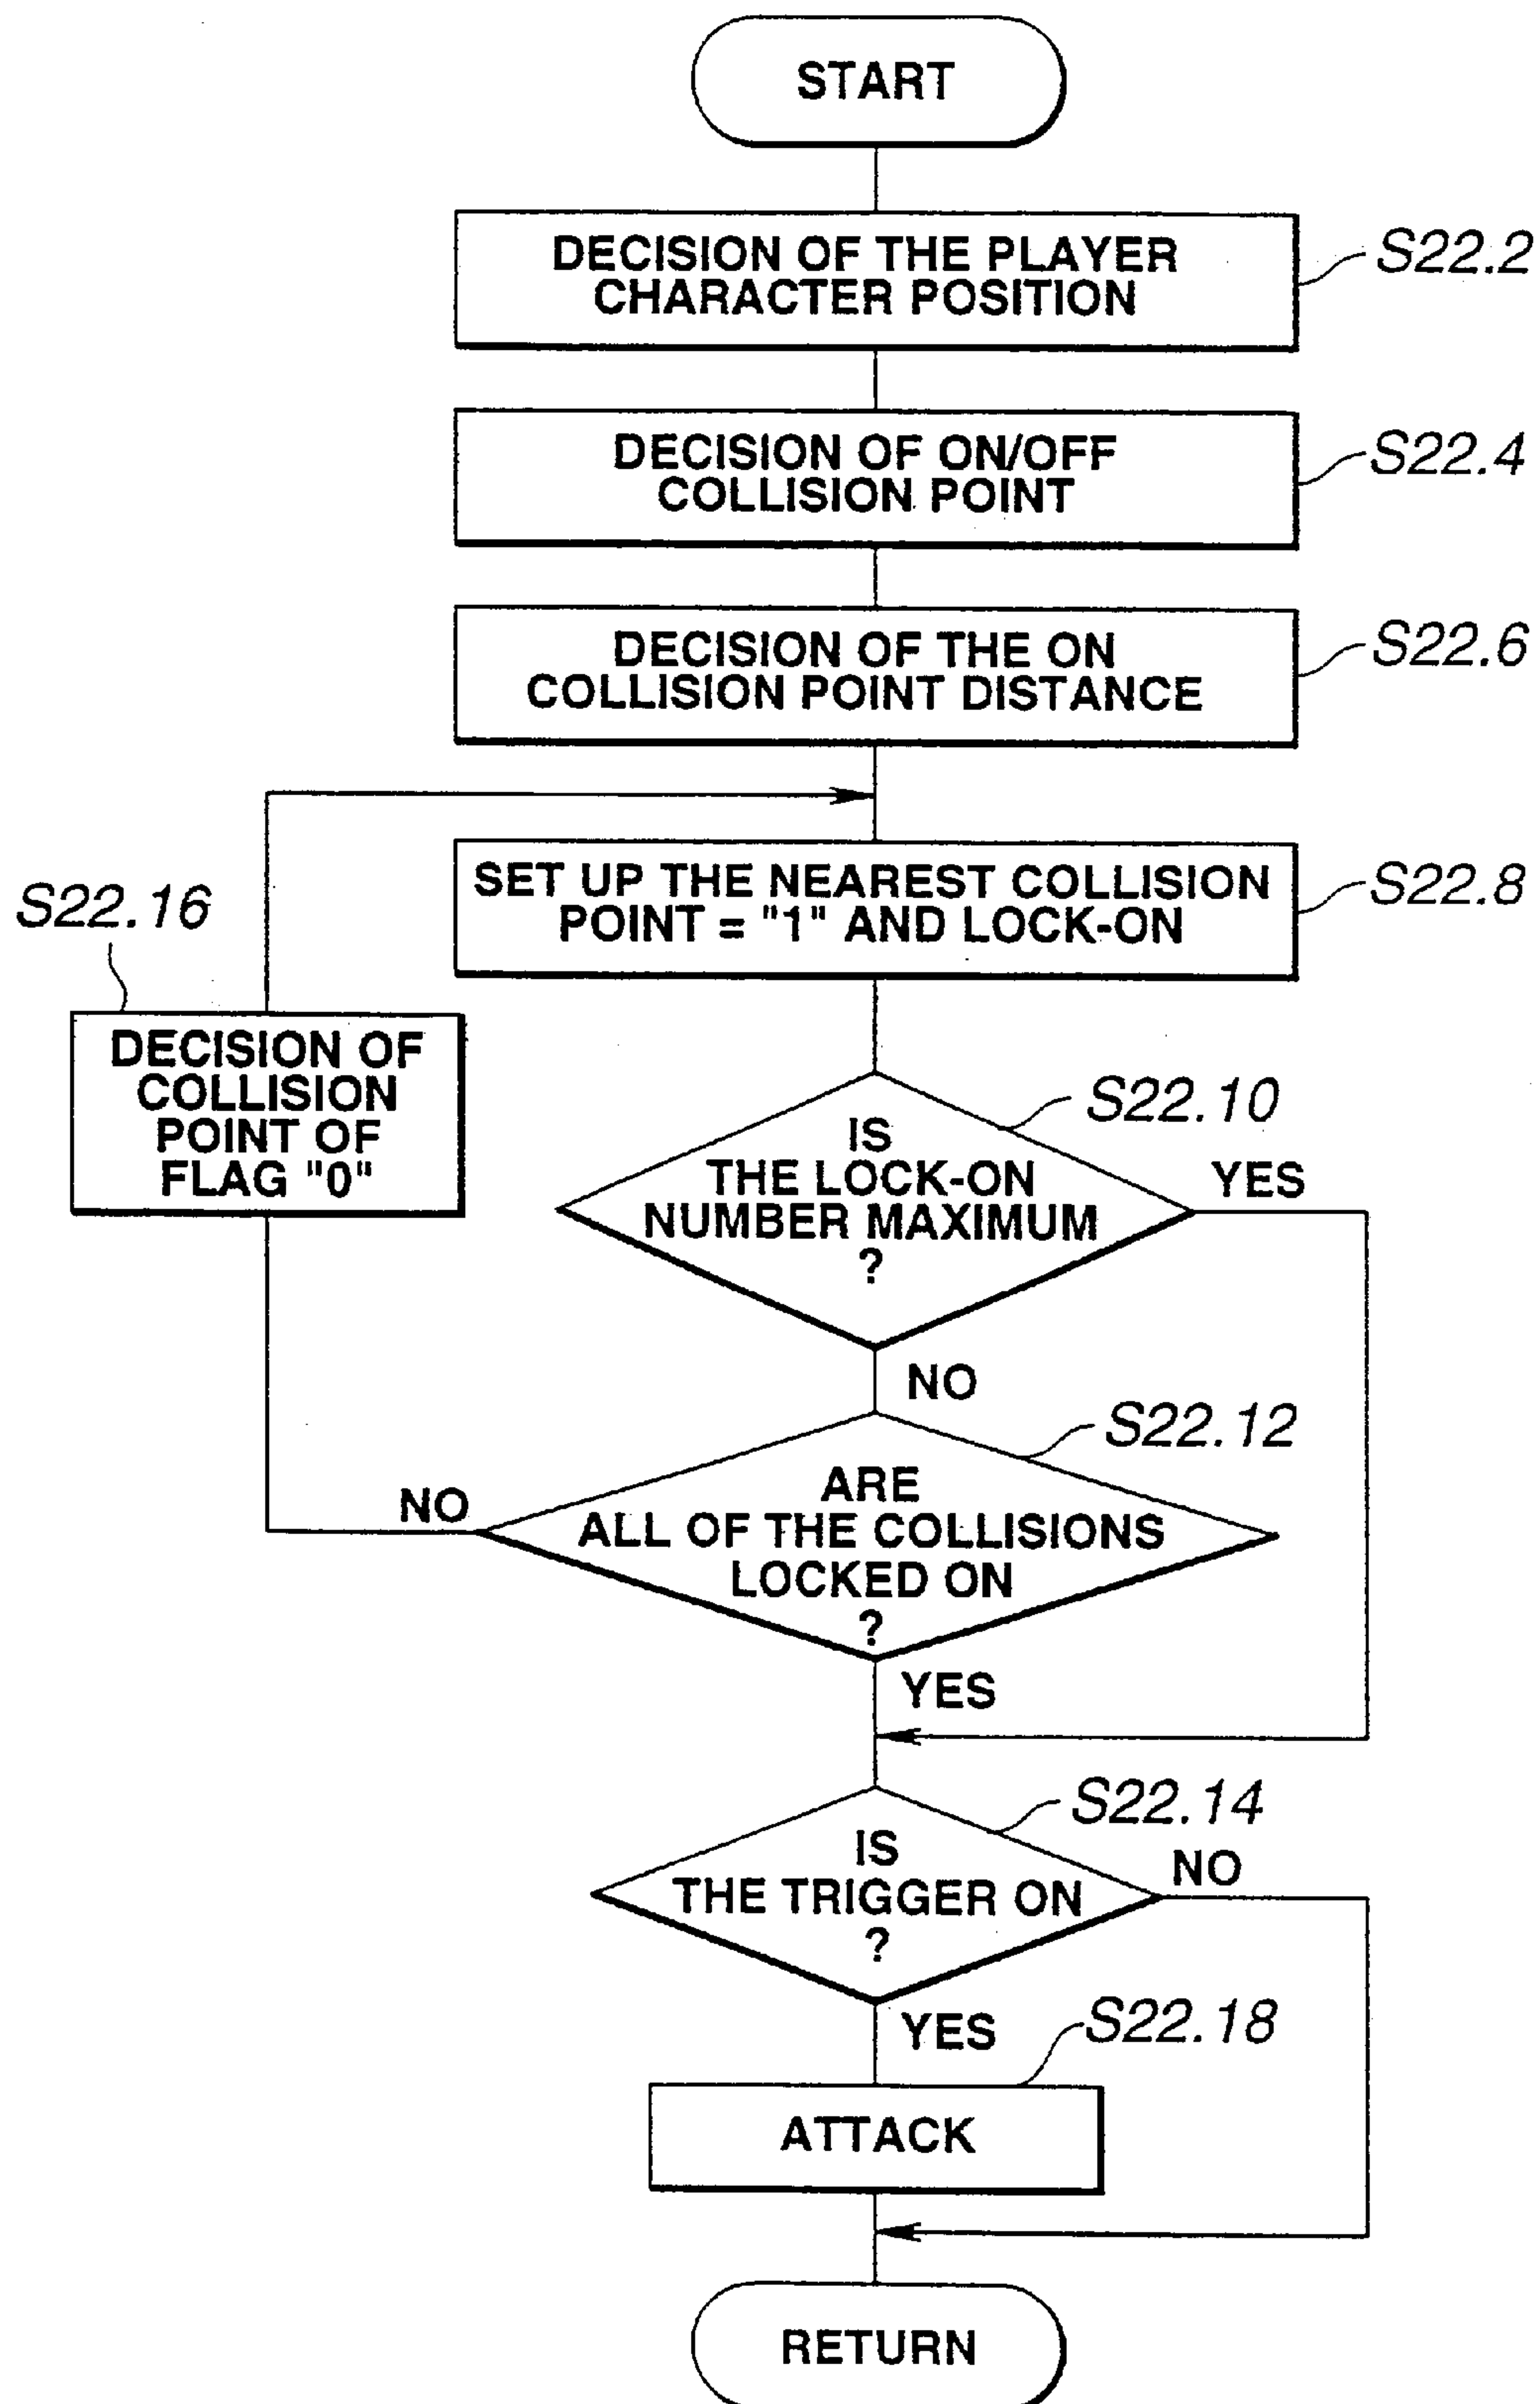 START
DECISION OF THE PLAYER
CHARACTER POSITION
S22.2
DECISION OF ON/OFF
COLLISION POINT
S22.4
DECISION OF THE ON
COLLISION POINT DISTANCE
S22.6
SET UP THE NEAREST COLLISION
POINT = "1" AND LOCK-ON
S22.8
S22.16
DECISION OF
COLLISION
POINT OF
FLAG "0"
S22.10
IS
THE LOCK-ON
NUMBER MAXIMUM
?
YES
NO
S22.12
ARE
ALL OF THE COLLISIONS
LOCKED ON
?
NO
YES
S22.14
IS
THE TRIGGER ON
?
NO
YES
S22.18
ATTACK
RETURN